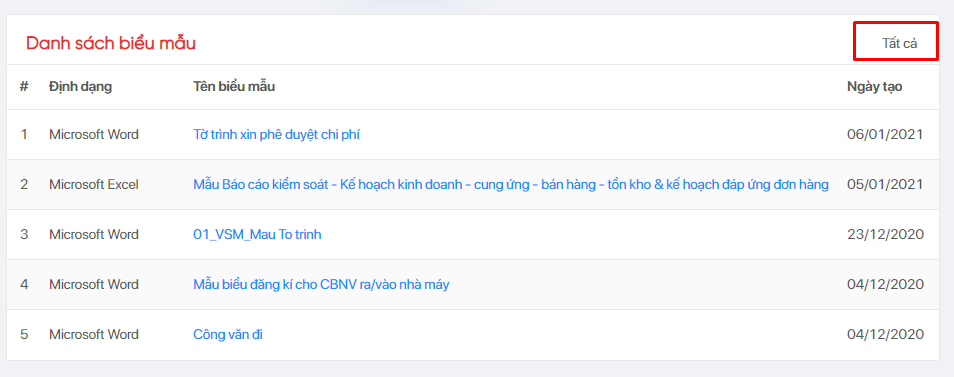 Danh sách biểu mẫu Tất cả
# Định dạng Tên biểu mẫu Ngày tạo
1 Microsoft Word Tờ trình xin phê duyệt chi phí 06/01/2021
2 Microsoft Excel Mẫu Báo cáo kiểm soát - Kế hoạch kinh doanh - cung ứng - bán hàng - tồn kho & kế hoạch đáp ứng đơn hàng 05/01/2021
3 Microsoft Word 01_VSM_Mau To trinh 23/12/2020
4 Microsoft Word Mẫu biểu đăng kí cho CBNV ra/vào nhà máy 04/12/2020
5 Microsoft Word Công văn đi 04/12/2020